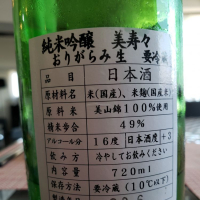 純米吟醸 美寿々
おりがらみ生 要冷蔵
品目 日本酒
原材料名 米(国産)、米麹(国産米)
原料米 美山錦100%使用
精米歩合 49%
アルコール分 16度 日本酒度 +3
飲み方 冷やしてお飲みください
内容量 720ml
保存方法 要冷蔵(10℃以下)